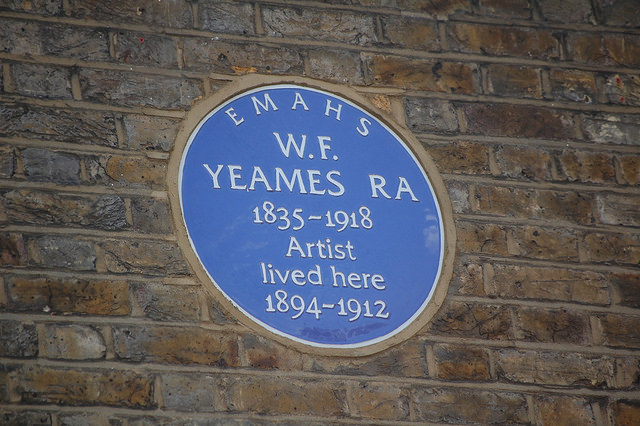 EMAHS
W.F.
YEAMES RA
1835-1918
Artist
lived here
1894-1912